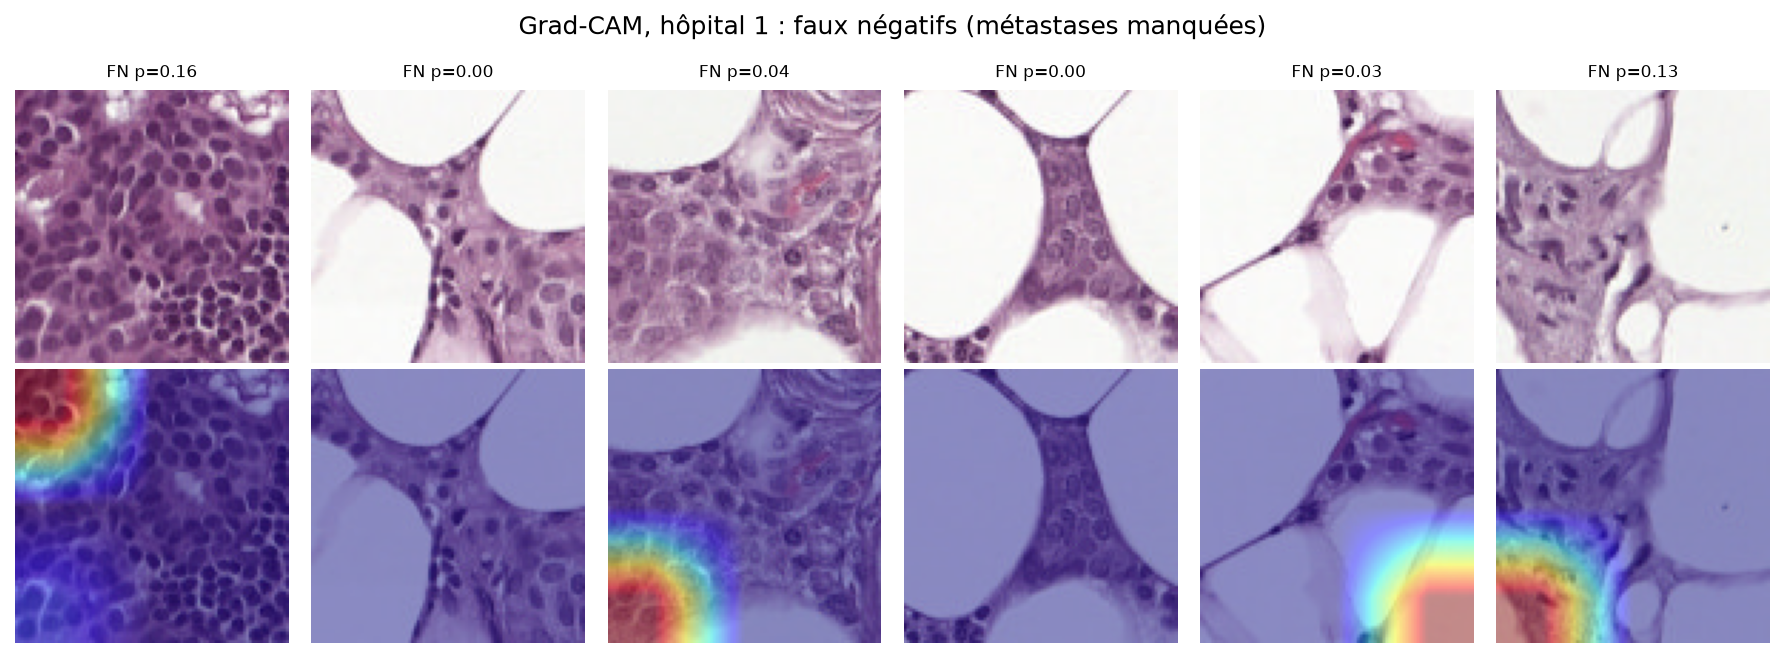 Grad-CAM, hôpital 1 : faux négatifs (métastases manquées)
FN p=0.16
FN p=0.00
FN p=0.04
FN p=0.00
FN p=0.03
FN p=0.13